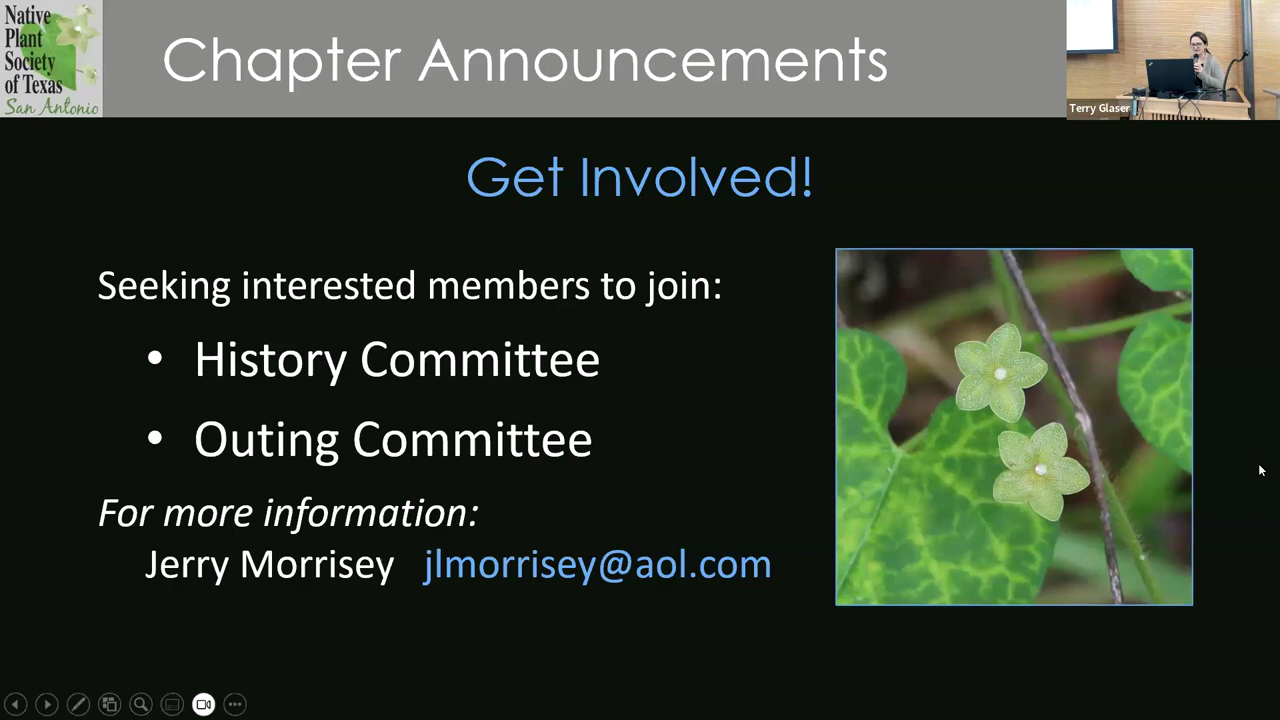 Native
Plant
Society
of Texas
San Antonio
Chapter Announcements
Terry Glaser
Get Involved!
Seeking interested members to join:
• History Committee
• Outing Committee
For more information:
Jerry Morrisey jlmorrisey@aol.com